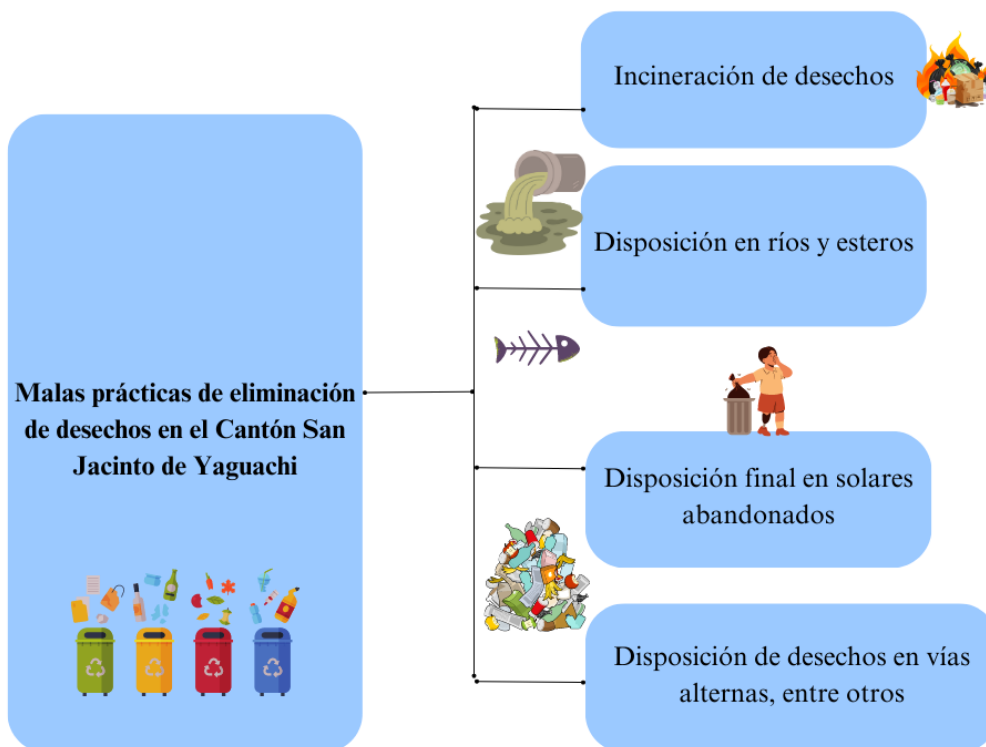 Malas prácticas de eliminación
de desechos en el Cantón San
Jacinto de Yaguachi
Incineración de desechos
Disposición en ríos y esteros
Disposición final en solares
abandonados
Disposición de desechos en vías
alternas, entre otros